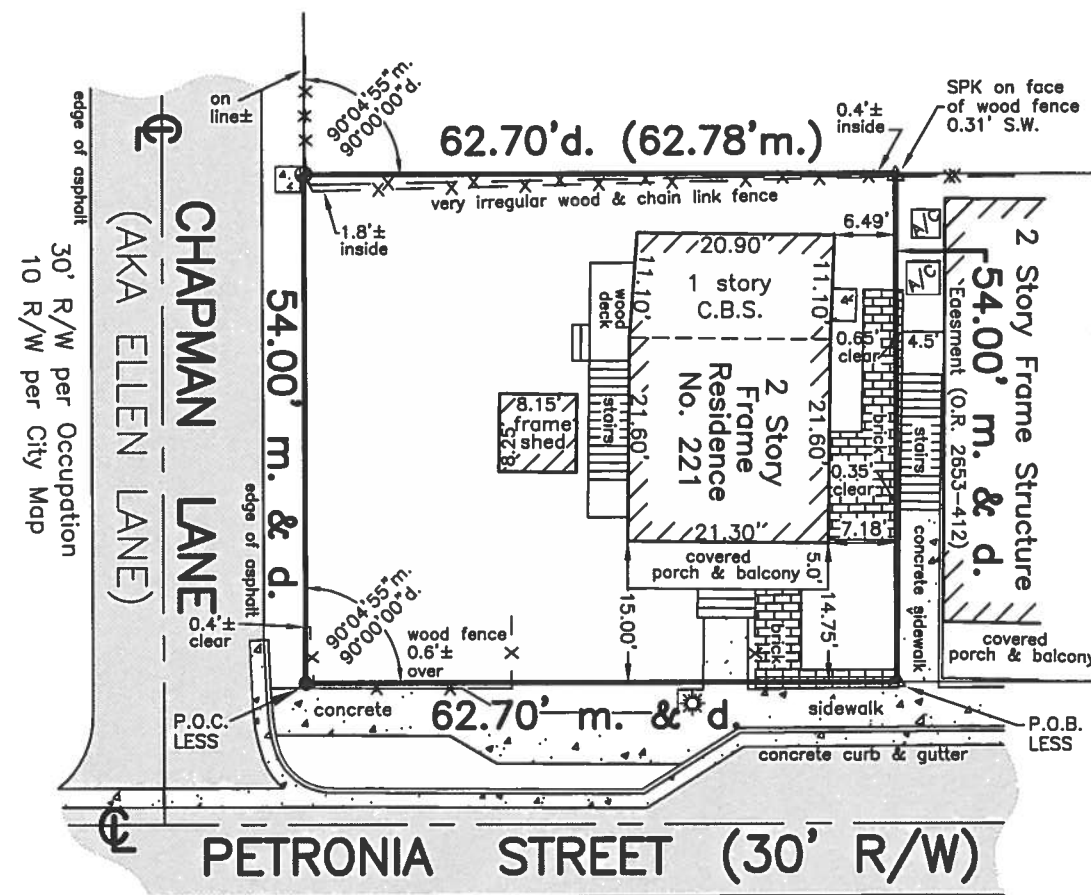 on
line±
90°04'55"m.
90°00'00"d.
62.70'd. (62.78'm.)
0.4'±
inside
SPK on face
of wood fence
0.31' S.W.
very irregular wood & chain link fence
1.8'±
inside
edge of asphalt
℄
CHAPMAN LANE
(AKA ELLEN LANE)
30' R/W per Occupation
10 R/W per City Map
edge of asphalt
54.00' m. & d.
6.49'
20.90"
11.10'
1 story
C.B.S.
11.10'
wood
deck
stairs
8.15'
frame
shed
8.25'
21.60'
2 Story
Frame
Residence
No. 221
21.60'
21.30"
0.65'
clear
4.5'
brick
0.35'
clear
7.18'
stairs
concrete sidewalk
54.00' m. & d.
'Eaesment (O.R. 2653-412)
2 Story Frame Structure
covered
porch & balcony
covered
porch & balcony
5.0'
15.00'
14.75'
brick
90°04'55"m.
90°00'00"d.
0.4'±
clear
wood fence
0.6'±
over
P.O.C.
LESS
concrete
62.70' m. & d.
sidewalk
P.O.B.
LESS
concrete curb & gutter
℄
PETRONIA STREET (30' R/W)